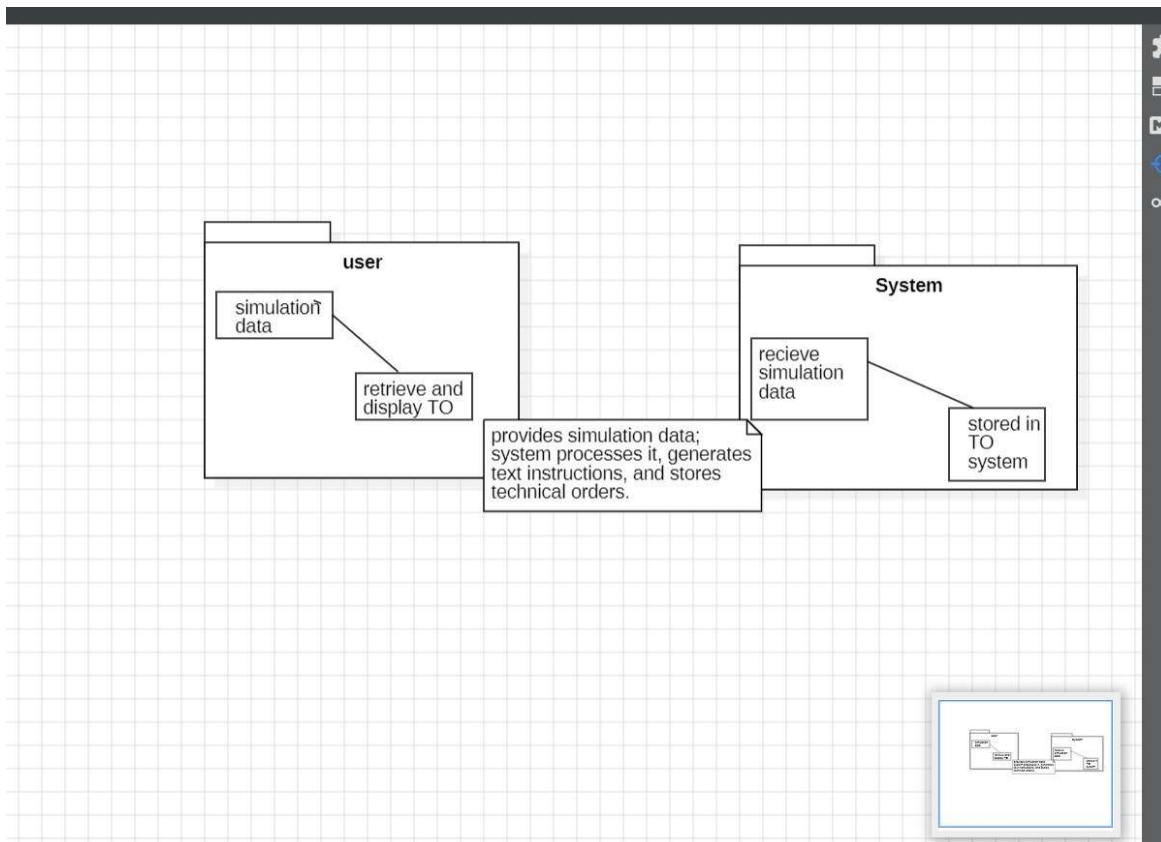 user
simulation
data
retrieve and
display TO
provides simulation data;
system processes it, generates
text instructions, and stores
technical orders.
System
recieve
simulation
data
stored in
TO
system